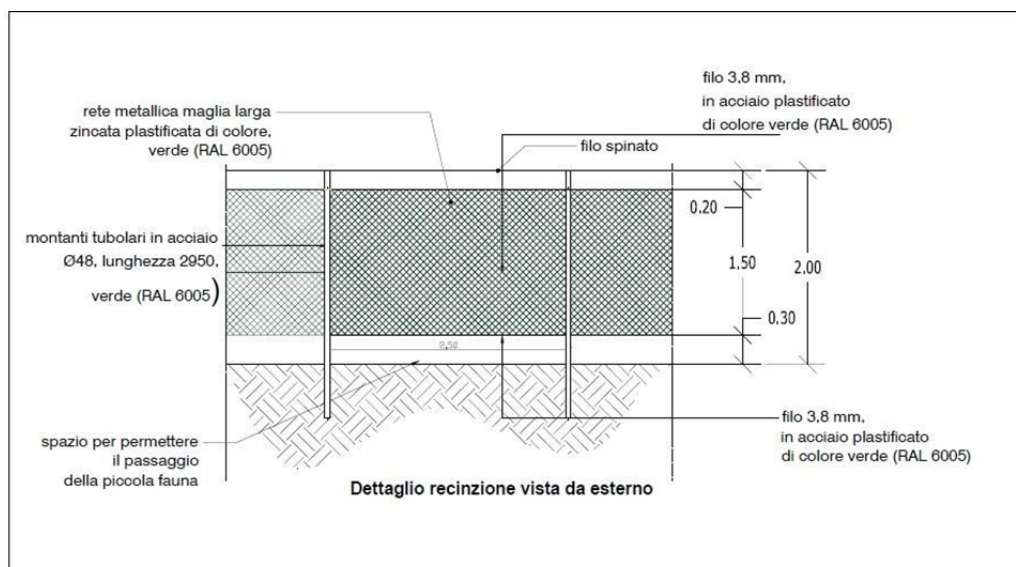 rete metallica maglia larga
zincata plastificata di colore,
verde (RAL 6005)
filo 3,8 mm,
in acciaio plastificato
di colore verde (RAL 6005)
filo spinato
montanti tubolari in acciaio
Ø48, lunghezza 2950,
verde (RAL 6005)
0.20
1,50
2.00
0.30
2,50
spazio per permettere
il passaggio
della piccola fauna
filo 3,8 mm,
in acciaio plastificato
di colore verde (RAL 6005)
Dettaglio recinzione vista da esterno